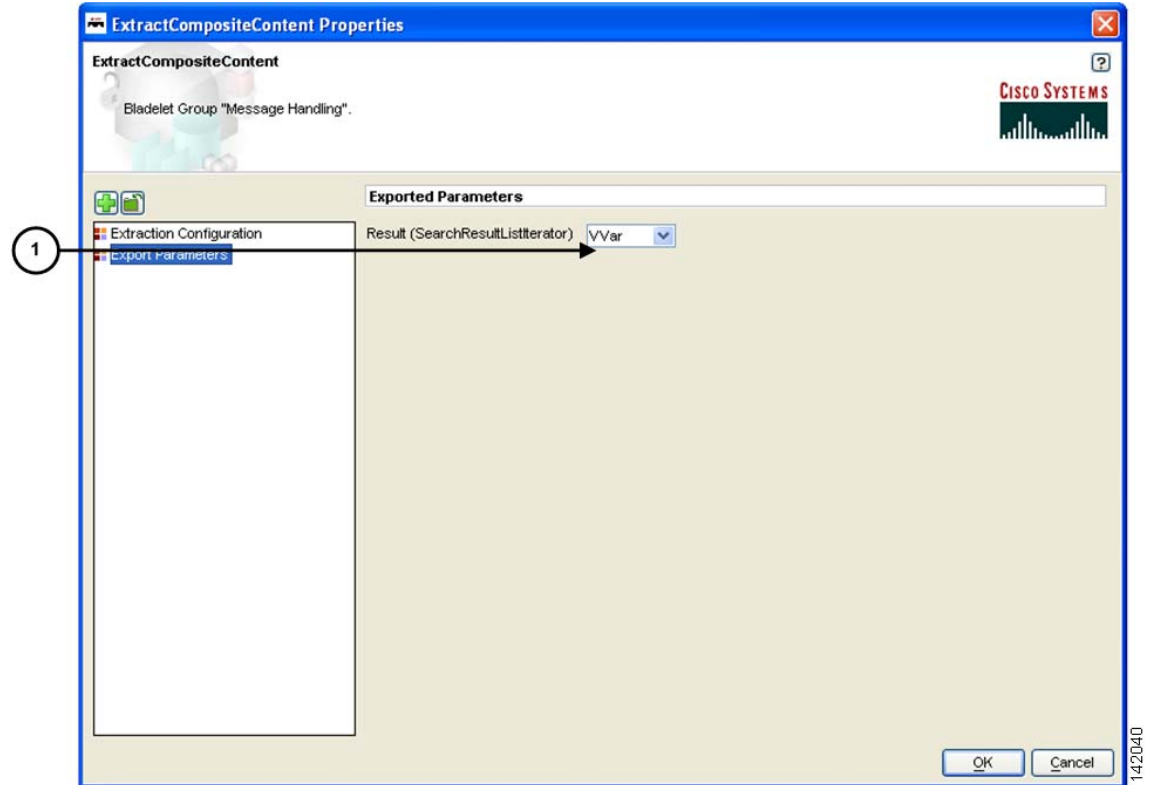 ExtractCompositeContent Properties
ExtractCompositeContent
?
CISCO SYSTEMS
Bladelet Group "Message Handling".
Exported Parameters
Extraction Configuration
Result (SearchResultListIterator) VVar
1
Export Parameters
OK Cancel
142040